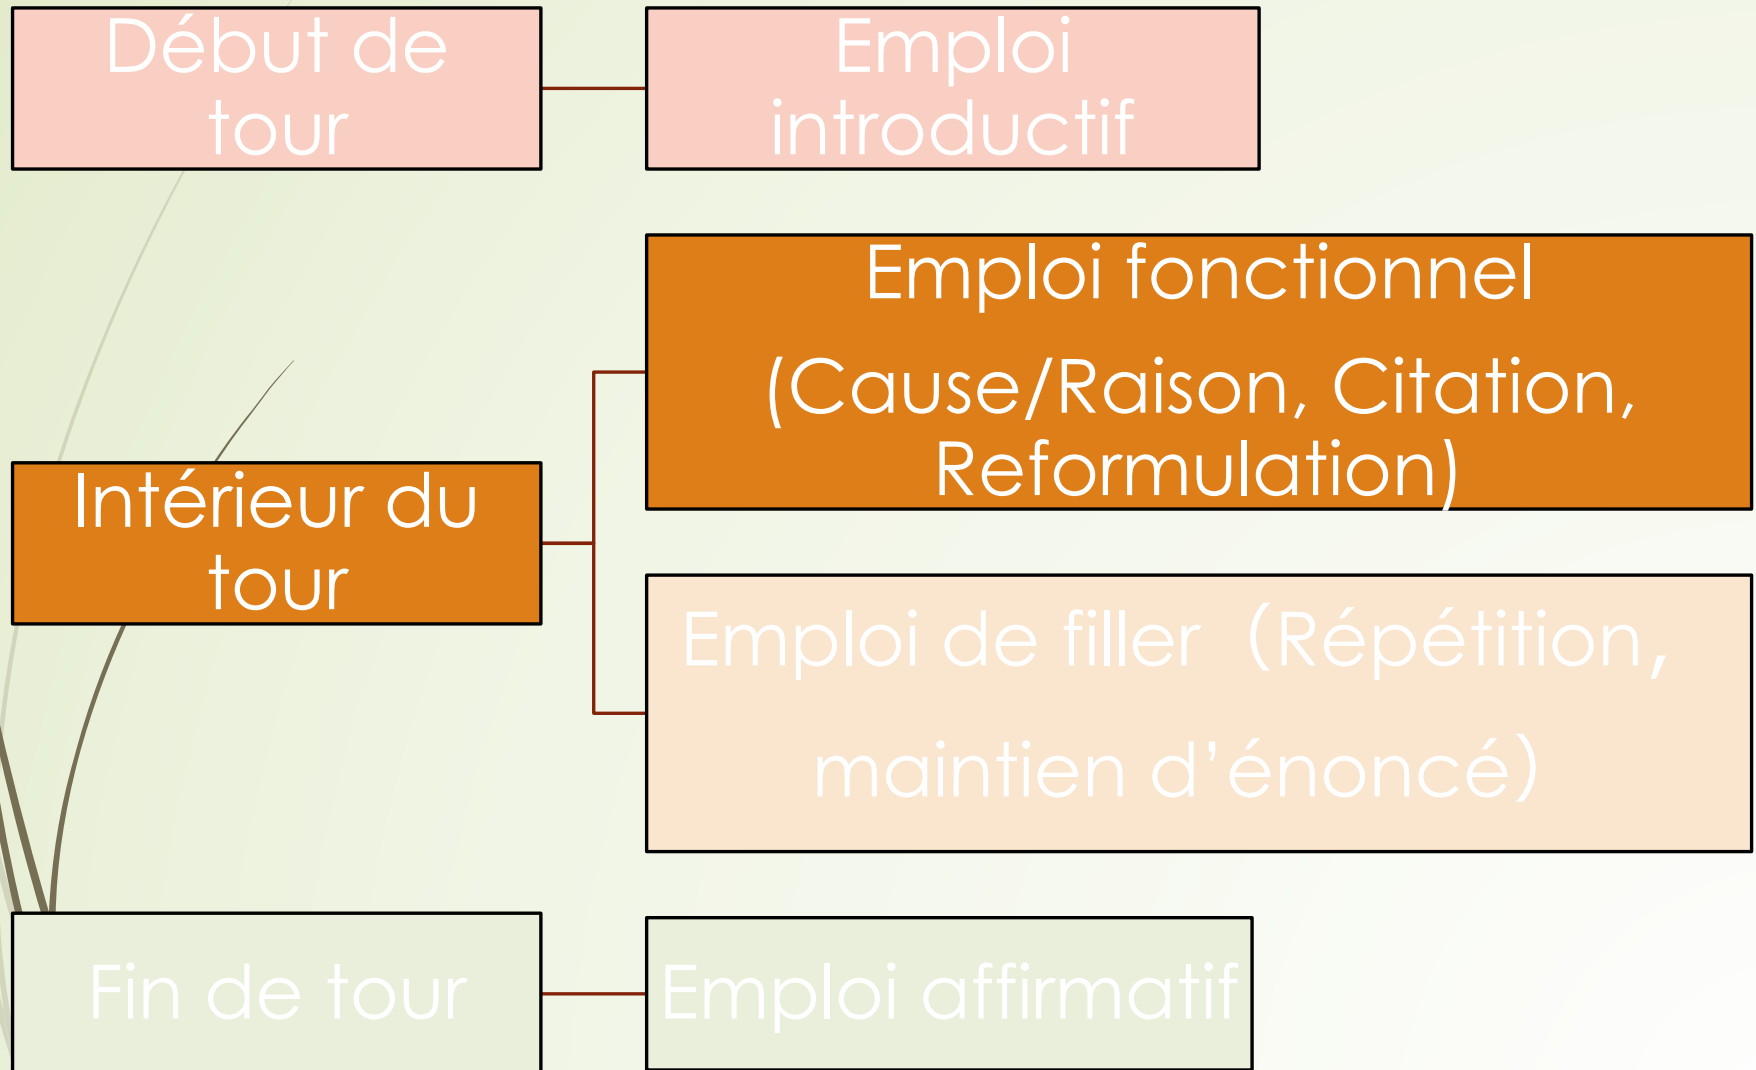 Début de
tour
Emploi
introductif
Emploi fonctionnel
(Cause/Raison, Citation,
Reformulation)
Intérieur du
tour
Emploi de filler（Répétition,
maintien d’énoncé）
Fin de tour
Emploi affirmatif